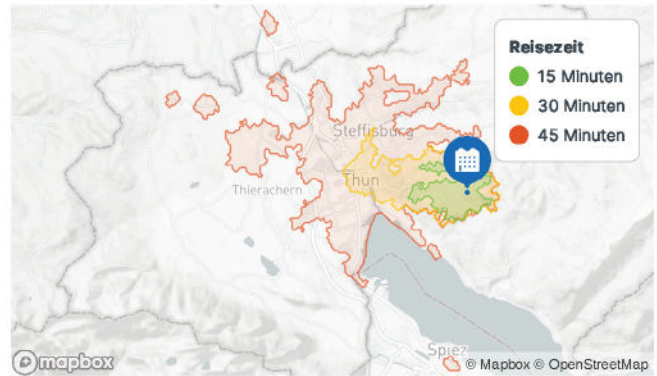 Reisezeit
15 Minuten
30 Minuten
45 Minuten
Steffisburg
Thun
Thierachern
Spiez
mapbox
© Mapbox © OpenStreetMap